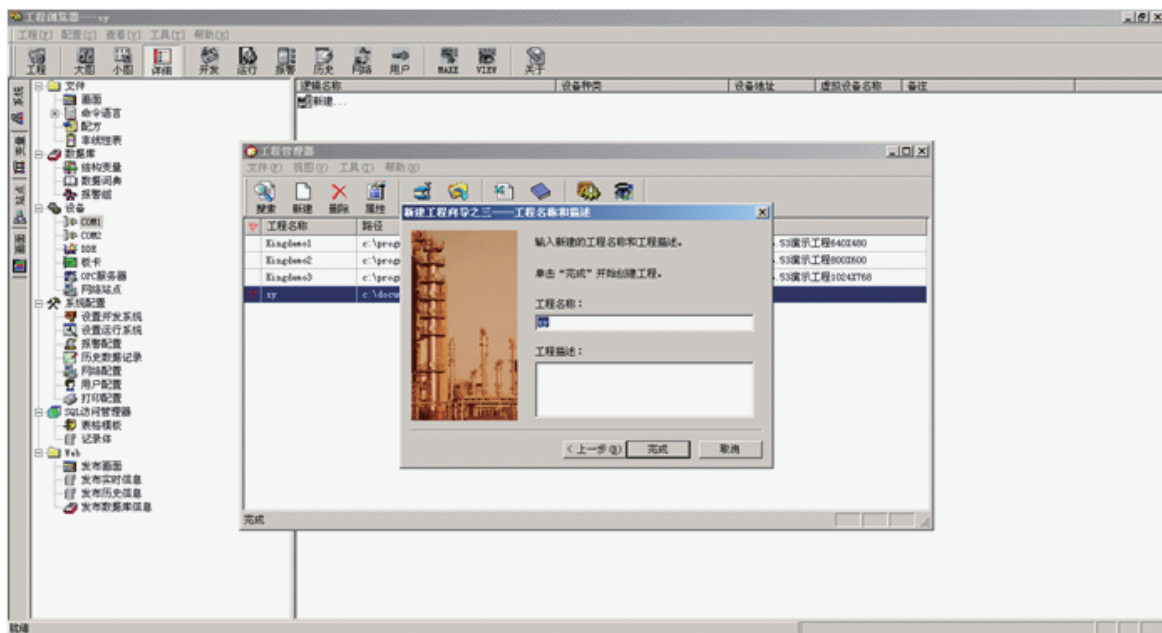 工程浏览器---xy
工程[F] 配置[S] 查看[V] 工具[T] 帮助[H]
工程 大图 小图 详细 开发 运行 报警 历史 网络 用户 MAKE VIEW 关于
系统
变量
站点
画面
文件
画面
命令语言
配方
非线性表
数据库
结构变量
数据词典
报警组
设备
COM1
COM2
DDE
板卡
OPC服务器
网络站点
系统配置
设置开发系统
设置运行系统
报警配置
历史数据记录
网络配置
用户配置
打印配置
SQL访问管理器
表格模板
记录体
Web
发布画面
发布实时信息
发布历史信息
发布数据库信息
逻辑名称 设备种类 设备地址 虚拟设备名称 备注
新建...
工程管理器
文件(F) 视图(V) 工具(T) 帮助(H)
搜索 新建 删除 属性
工程名称 路径
Kingdemo1 c:\prog .53演示工程640X480
Kingdemo2 c:\prog .53演示工程800X600
Kingdemo3 c:\prog .53演示工程1024X768
xy c:\docu
完成
新建工程向导之三——工程名称和描述
输入新建的工程名称和工程描述。
单击“完成”开始创建工程。
工程名称：
xy
工程描述：
<上一步(B) 完成 取消
就绪